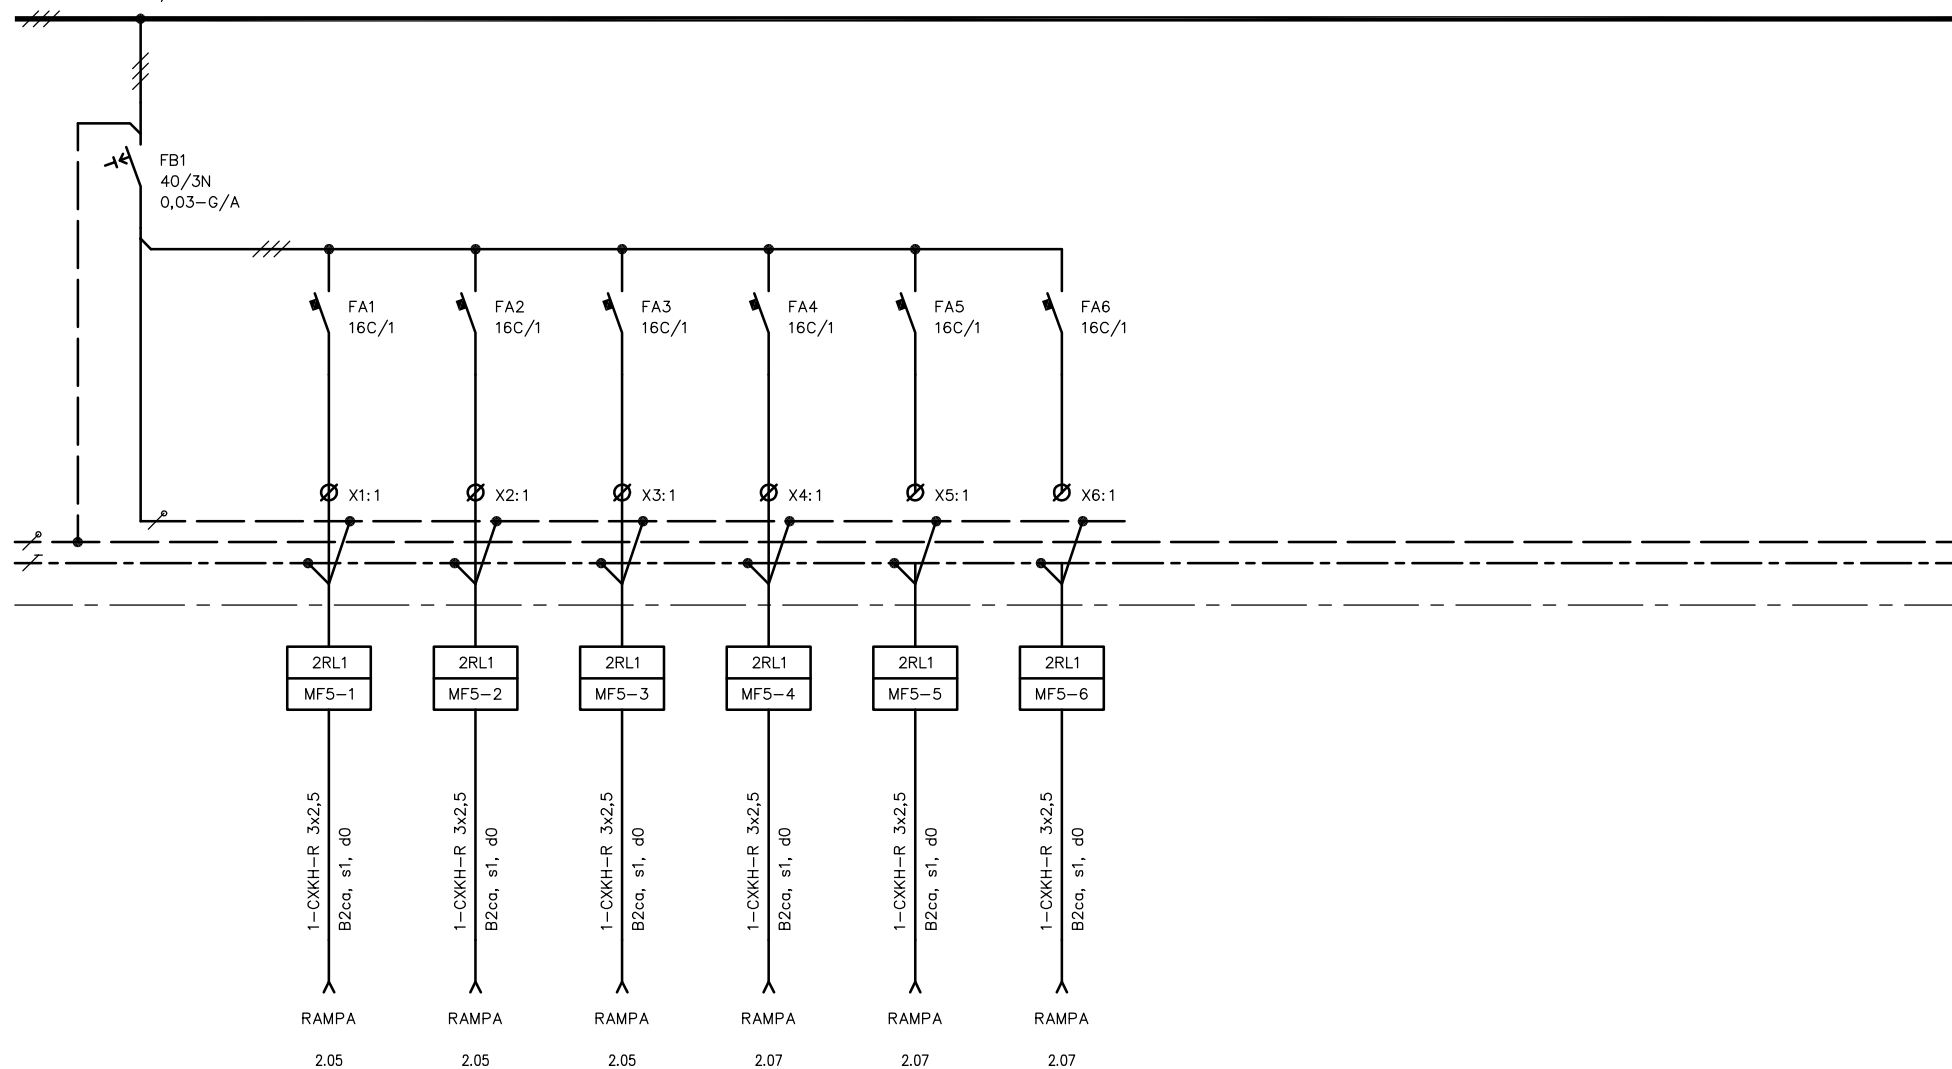 FB1
40/3N
0,03-G/A
FA1
16C/1
FA2
16C/1
FA3
16C/1
FA4
16C/1
FA5
16C/1
FA6
16C/1
X1:1
X2:1
X3:1
X4:1
X5:1
X6:1
2RL1
MF5-1
2RL1
MF5-2
2RL1
MF5-3
2RL1
MF5-4
2RL1
MF5-5
2RL1
MF5-6
1-CXKH-R 3x2,5
B2ca, s1, d0
1-CXKH-R 3x2,5
B2ca, s1, d0
1-CXKH-R 3x2,5
B2ca, s1, d0
1-CXKH-R 3x2,5
B2ca, s1, d0
1-CXKH-R 3x2,5
B2ca, s1, d0
1-CXKH-R 3x2,5
B2ca, s1, d0
RAMPA
2.05
RAMPA
2.05
RAMPA
2.05
RAMPA
2.07
RAMPA
2.07
RAMPA
2.07